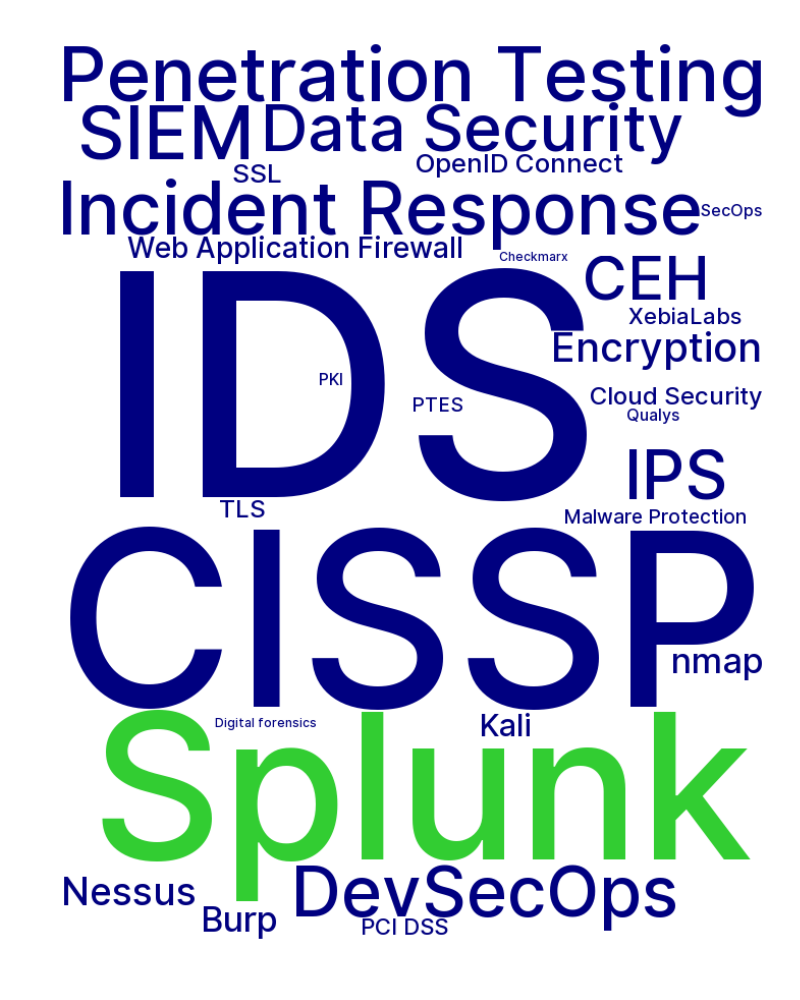 Penetration Testing
SIEM
Data Security
SSL
OpenID Connect
Incident Response
SecOps
Web Application Firewall
Checkmarx
CEH
IDS
XebiaLabs
Encryption
PKI
PTES
Cloud Security
Qualys
IPS
TLS
Malware Protection
CISSP
nmap
Digital forensics
Kali
Splunk
Nessus
DevSecOps
Burp
PCI DSS